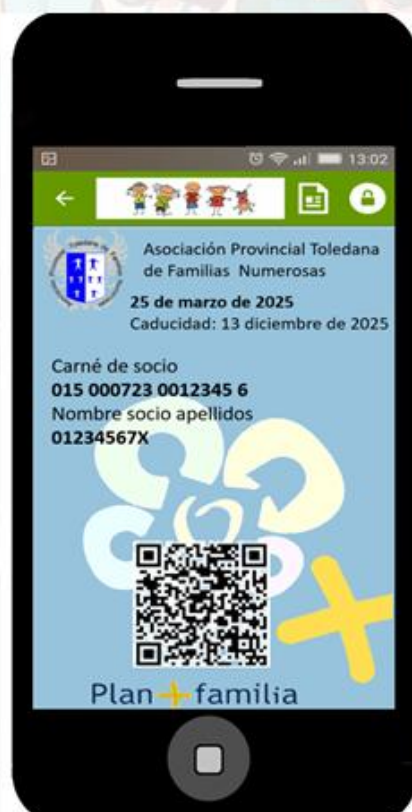 13:02
Asociación Provincial Toledana
de Familias Numerosas
25 de marzo de 2025
Caducidad: 13 diciembre de 2025
Carné de socio
015 000723 0012345 6
Nombre socio apellidos
01234567X
Plan+familia